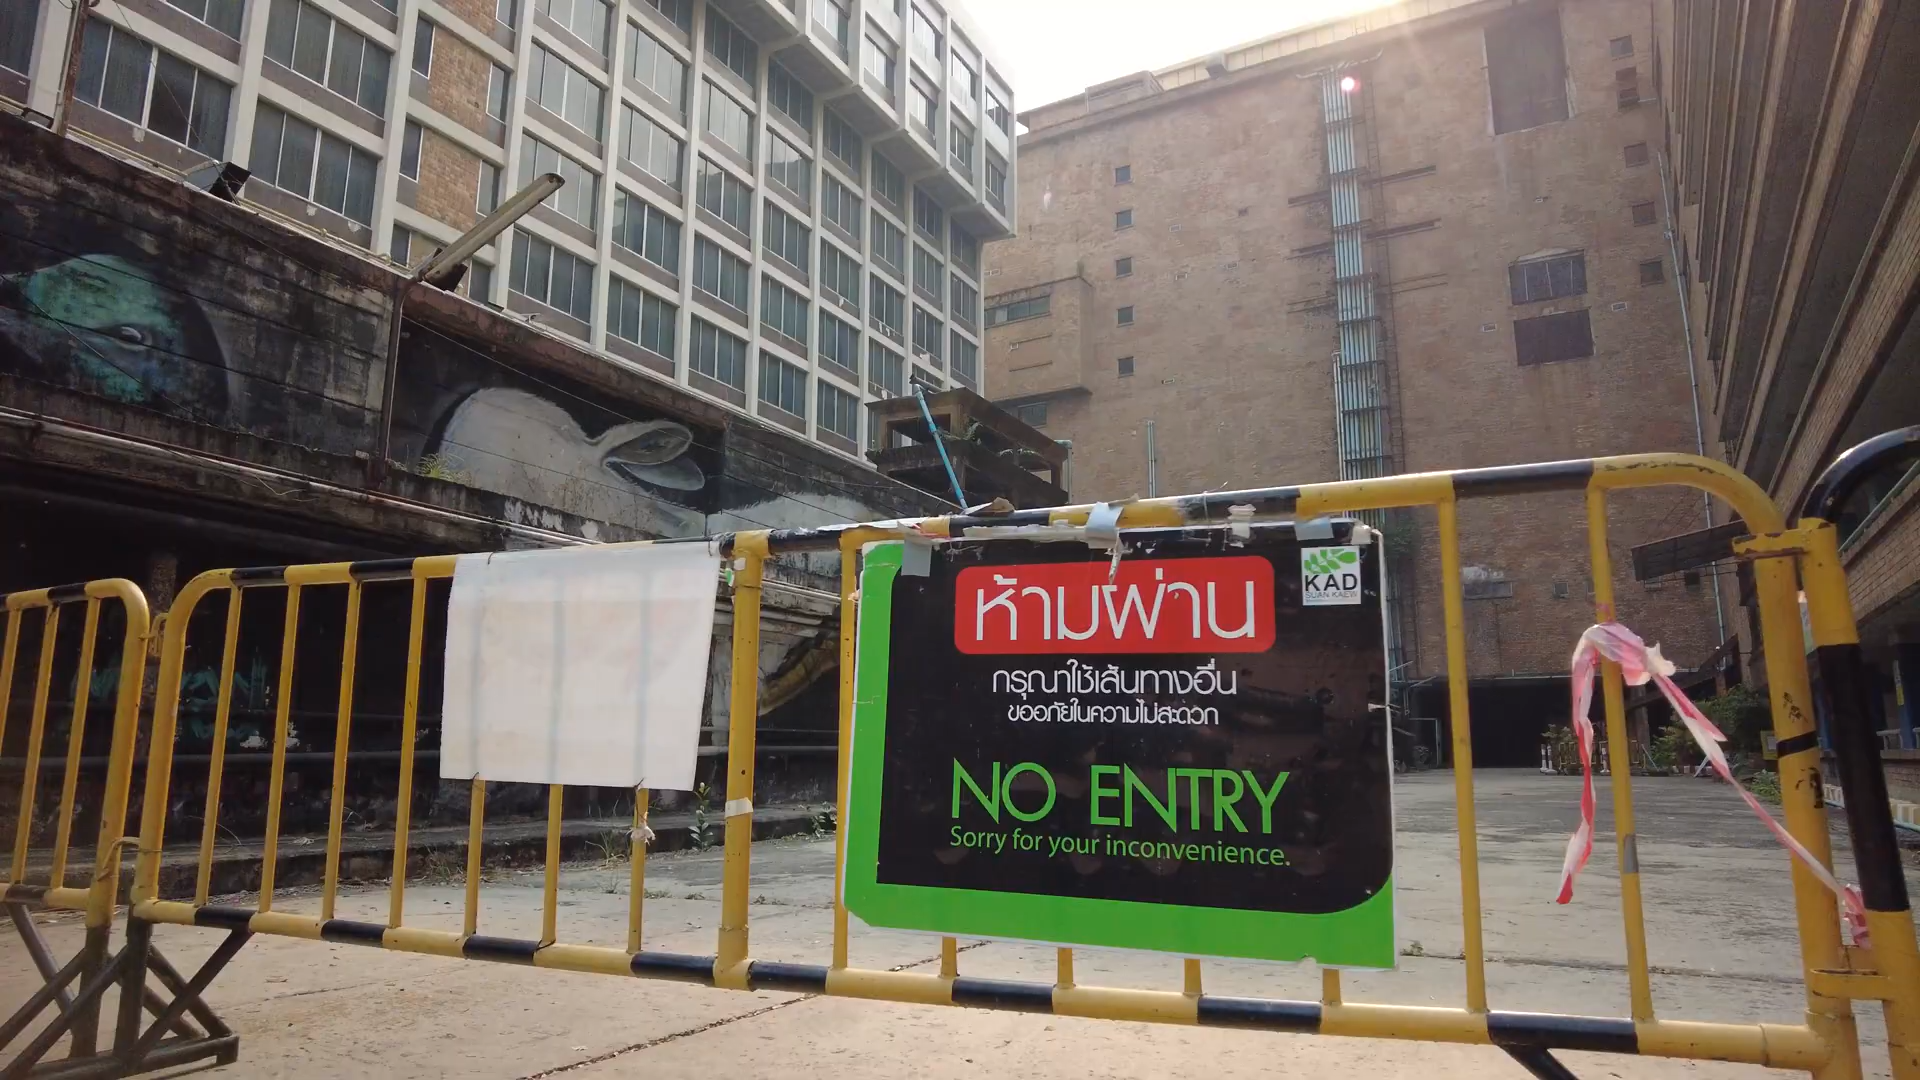 ห้ามผ่าน
KAD
SUAN KAEW
กรุณาใช้เส้นทางอื่น
ขออภัยในความไม่สะดวก
NO ENTRY
Sorry for your inconvenience.